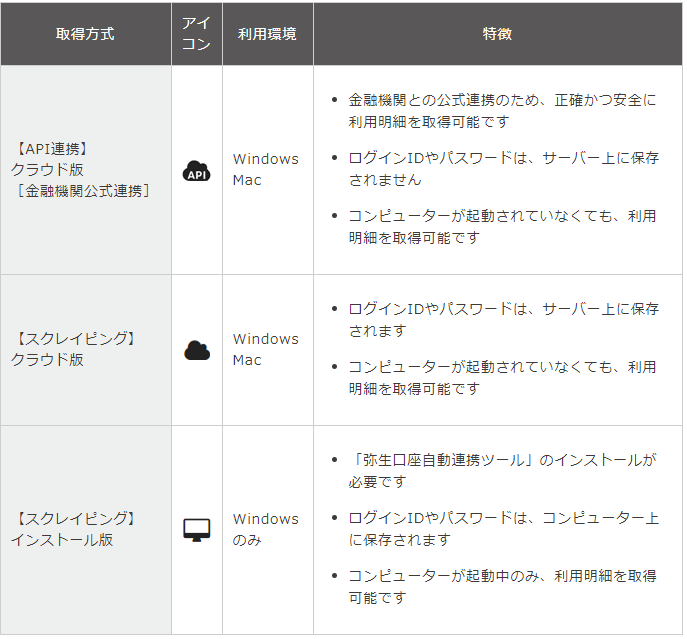 取得方式
アイ
コン
利用環境
特徴
【API連携】
クラウド版
［金融機関公式連携］
API
Windows
Mac
金融機関との公式連携のため、正確かつ安全に
利用明細を取得可能です
ログインIDやパスワードは、サーバー上に保存
されません
コンピューターが起動されていなくても、利用
明細を取得可能です
【スクレイピング】
クラウド版
Windows
Mac
ログインIDやパスワードは、サーバー上に保存
されます
コンピューターが起動されていなくても、利用
明細を取得可能です
【スクレイピング】
インストール版
Windows
のみ
「弥生口座自動連携ツール」のインストールが
必要です
ログインIDやパスワードは、コンピューター上
に保存されます
コンピューターが起動中のみ、利用明細を取得
可能です